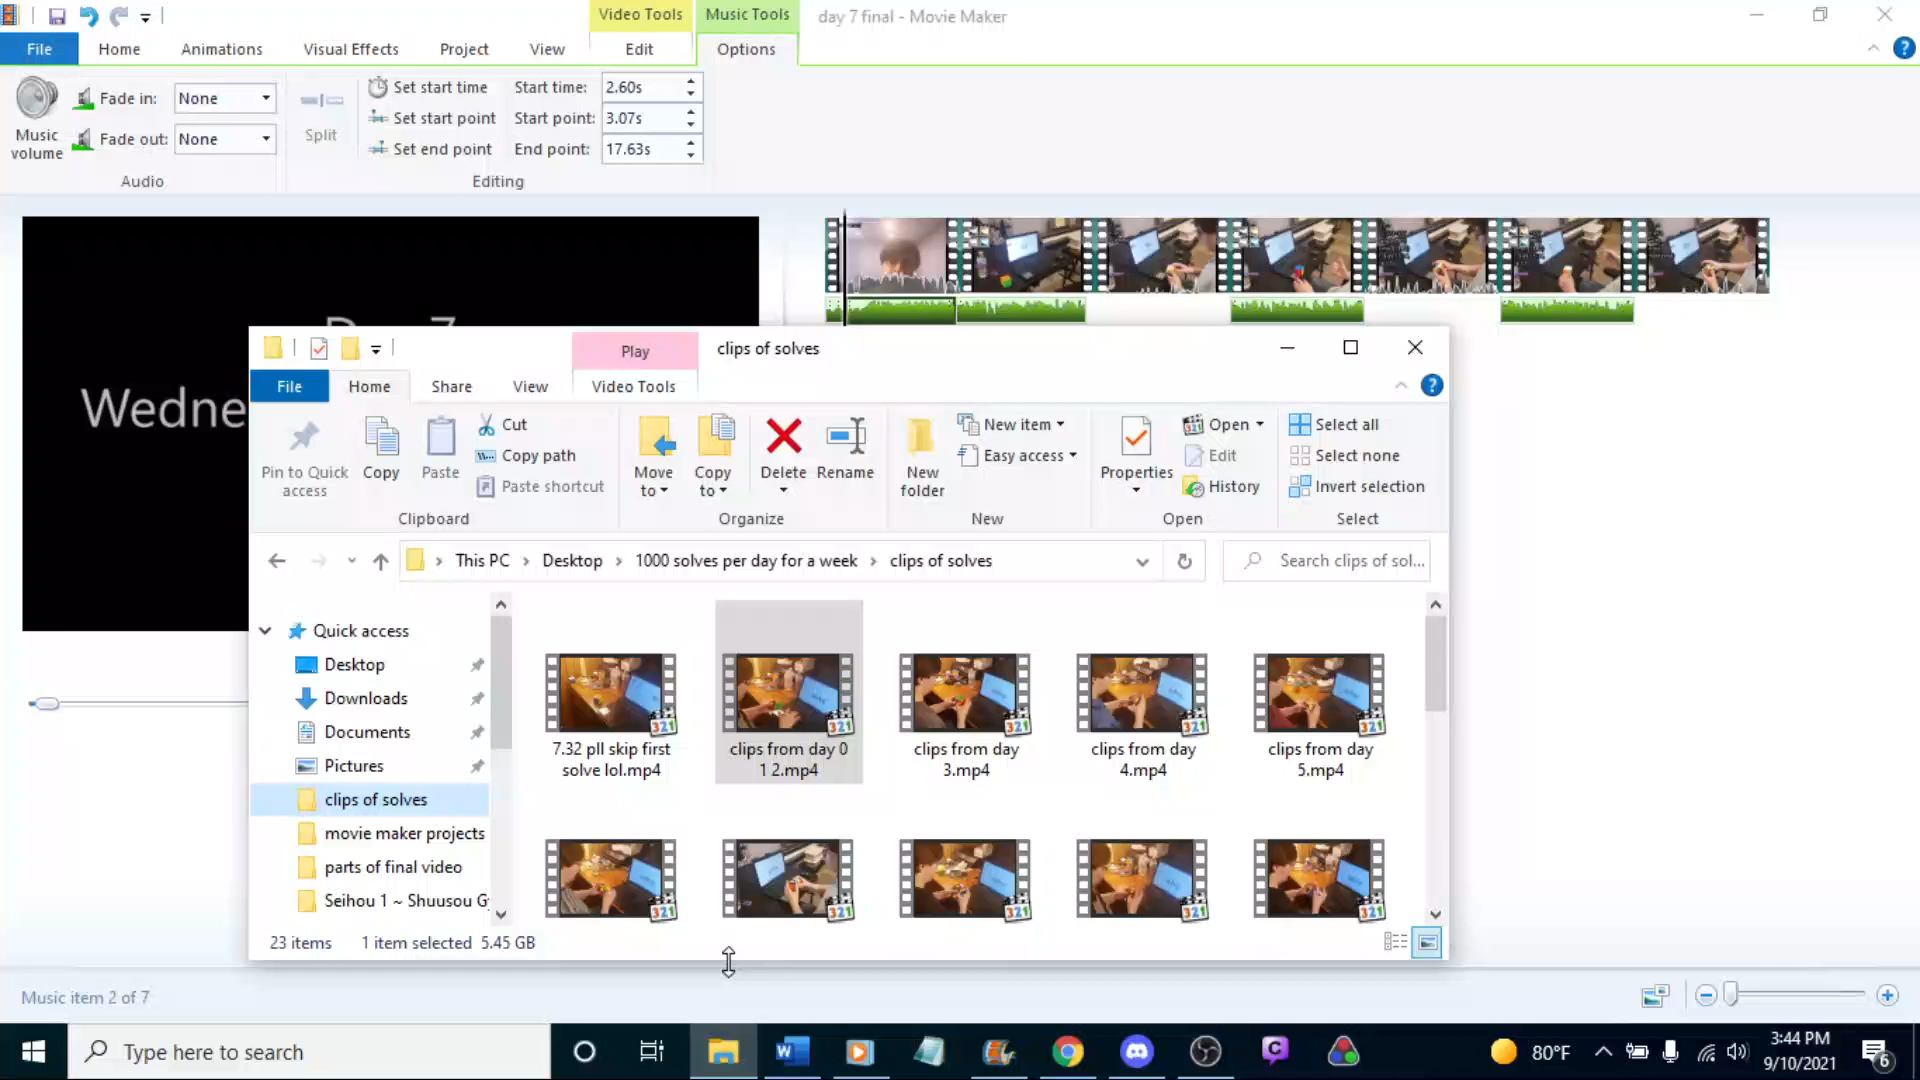 Video Tools
Music Tools
day 7 final - Movie Maker
File
Home
Animations
Visual Effects
Project
View
Edit
Options
Music volume
Fade in:
None
Fade out:
None
Audio
Split
Set start time
Start time:
2.60s
Set start point
Start point:
3.07s
Set end point
End point:
17.63s
Editing
Wedne
Play
clips of solves
File
Home
Share
View
Video Tools
Pin to Quick access
Copy
Paste
Cut
Copy path
Paste shortcut
Clipboard
Move to
Copy to
Delete
Rename
Organize
New folder
New item
Easy access
New
Properties
Open
Edit
History
Open
Select all
Select none
Invert selection
Select
This PC
Desktop
1000 solves per day for a week
clips of solves
Search clips of sol...
Quick access
Desktop
Downloads
Documents
Pictures
clips of solves
movie maker projects
parts of final video
Seihou 1 ~ Shuusou G
7.32 pll skip first
solve lol.mp4
clips from day 0
1 2.mp4
clips from day
3.mp4
clips from day
4.mp4
clips from day
5.mp4
23 items
1 item selected 5.45 GB
Music item 2 of 7
Type here to search
80°F
3:44 PM
9/10/2021
6